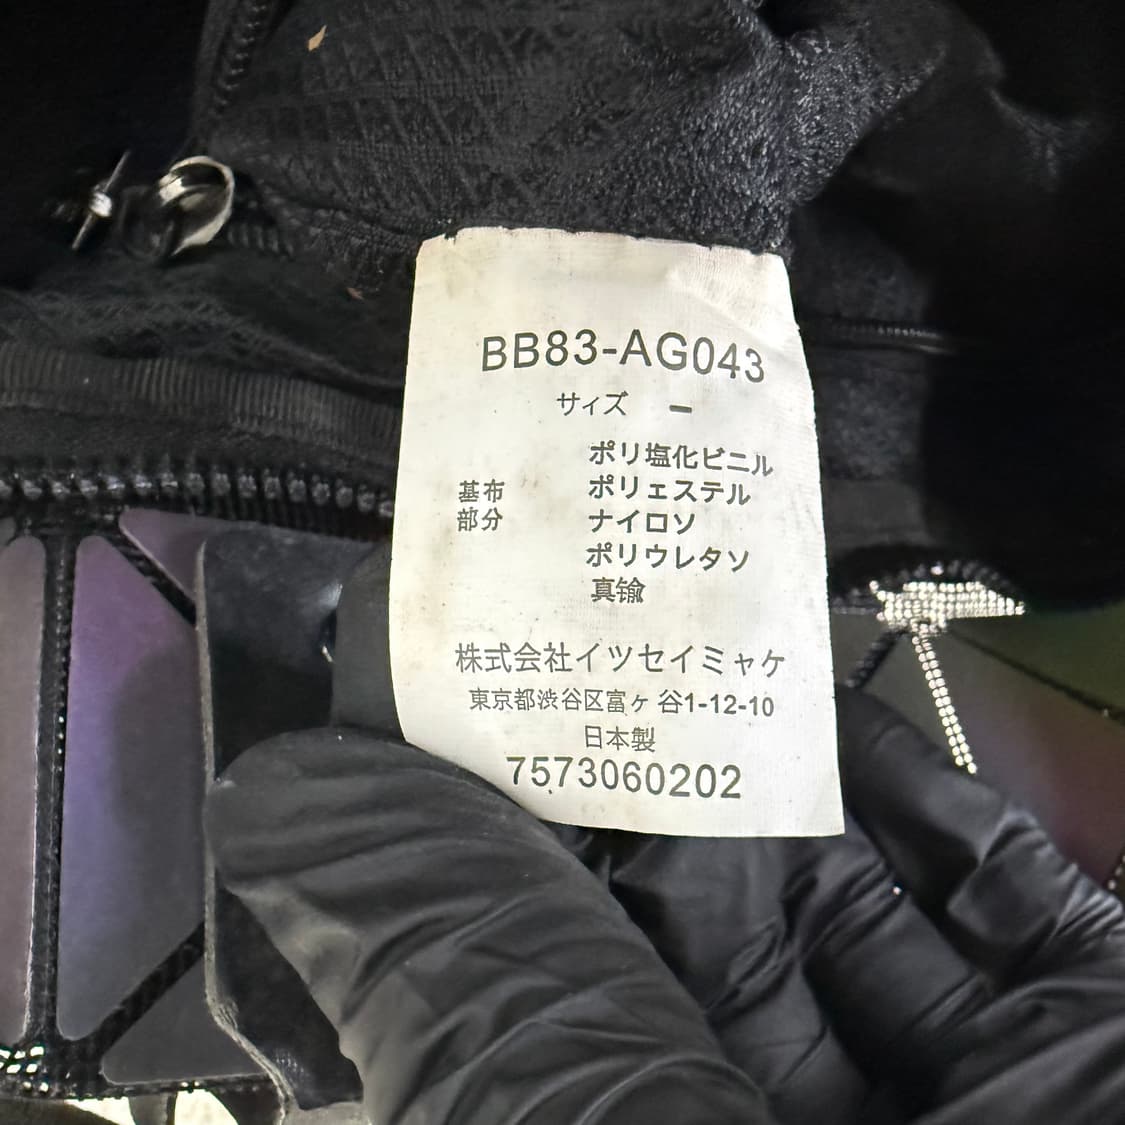 BB83-AG043
サイズ -
ポリ塩化ビニル
基布 ポリェステル
部分 ナイロソ
ポリウレタソ
真鍮
株式会社イツセイミャケ
東京都渋谷区富ヶ谷1-12-10
日本製
7573060202